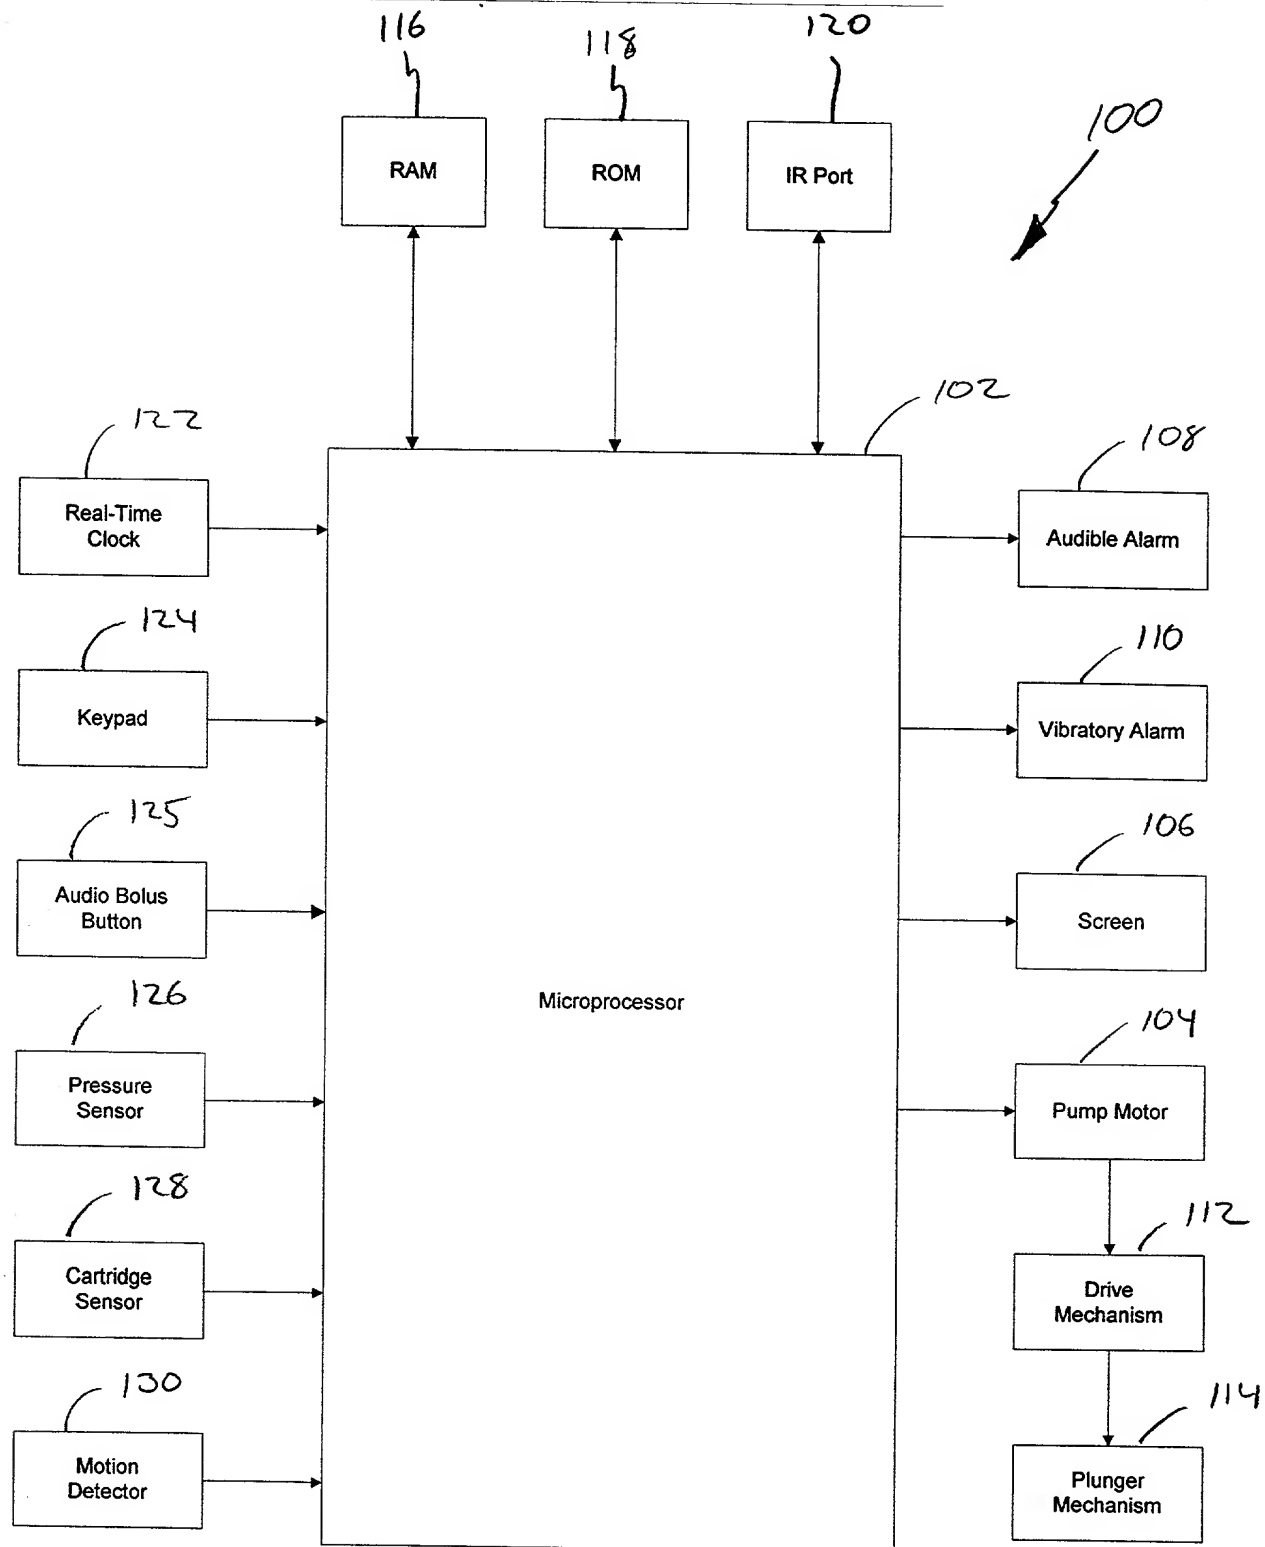 116
118
120
100
RAM
ROM
IR Port
102
122
108
Real-Time
Clock
Audible Alarm
124
110
Keypad
Vibratory Alarm
125
106
Audio Bolus
Button
Screen
126
Microprocessor
104
Pressure
Sensor
Pump Motor
128
112
Cartridge
Sensor
Drive
Mechanism
130
114
Motion
Detector
Plunger
Mechanism